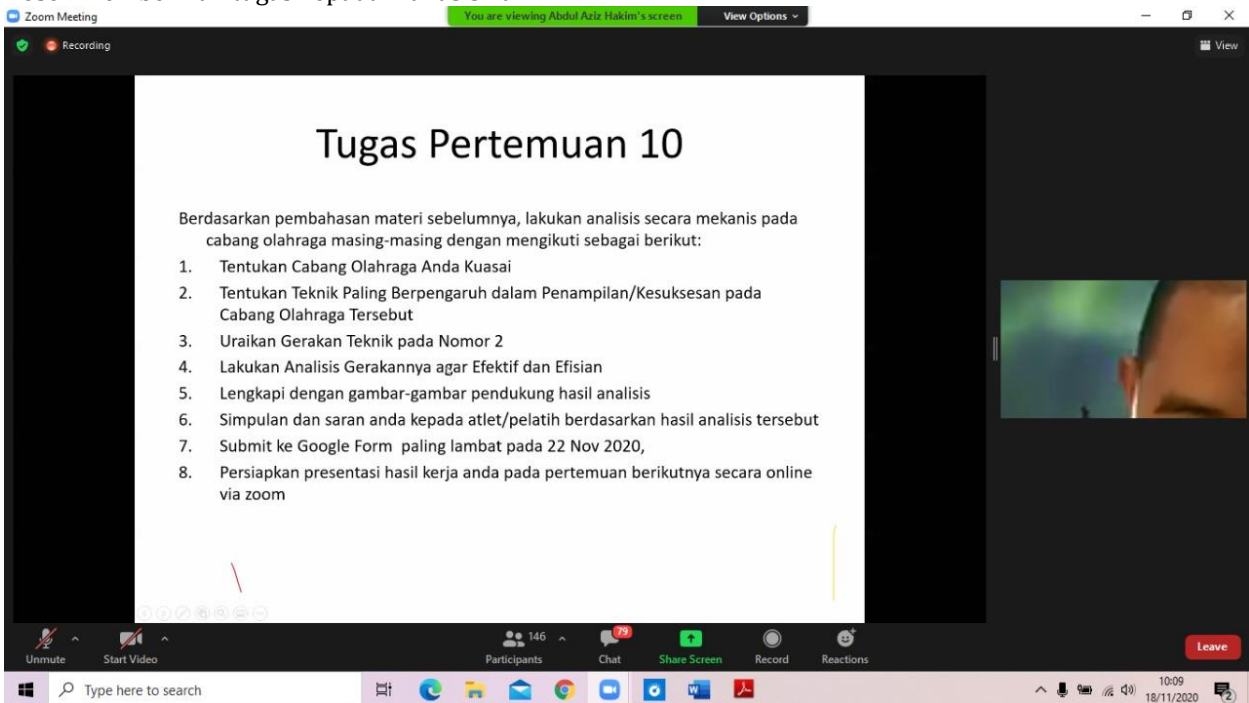 Zoom Meeting
You are viewing Abdul Aziz Hakim's screen
View Options
Recording
View
Tugas Pertemuan 10
Berdasarkan pembahasan materi sebelumnya, lakukan analisis secara mekanis pada
cabang olahraga masing-masing dengan mengikuti sebagai berikut:
1. Tentukan Cabang Olahraga Anda Kuasai
2. Tentukan Teknik Paling Berpengaruh dalam Penampilan/Kesuksesan pada
Cabang Olahraga Tersebut
3. Uraikan Gerakan Teknik pada Nomor 2
4. Lakukan Analisis Gerakannya agar Efektif dan Efisian
5. Lengkapi dengan gambar-gambar pendukung hasil analisis
6. Simpulan dan saran anda kepada atlet/pelatih berdasarkan hasil analisis tersebut
7. Submit ke Google Form paling lambat pada 22 Nov 2020,
8. Persiapkan presentasi hasil kerja anda pada pertemuan berikutnya secara online
via zoom
Unmute
Start Video
146
Participants
79
Chat
Share Screen
Record
Reactions
Leave
Type here to search
10:09
18/11/2020
2